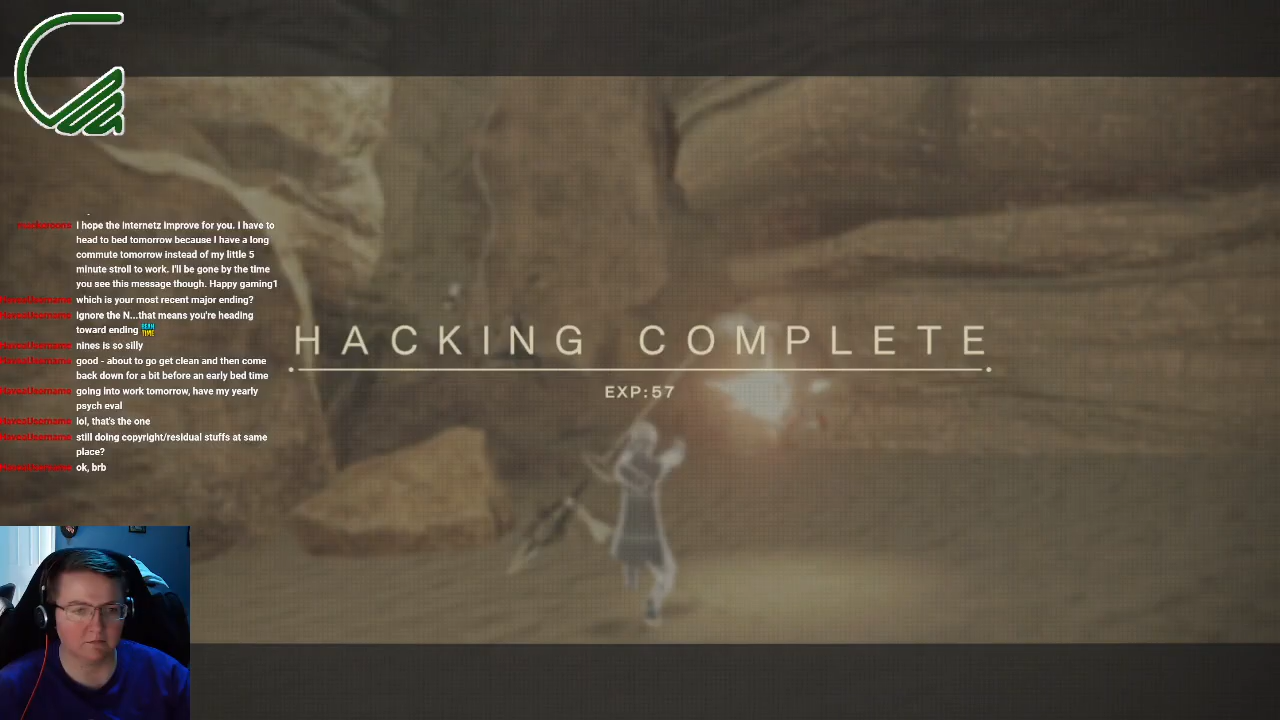 I hope the internetz improve for you. I have to
head to bed tomorrow because I have a long
commute tomorrow instead of my little 5
minute stroll to work. I'll be gone by the time
you see this message though. Happy gaming1
which is your most recent major ending?
ignore the N...that means you're heading
toward ending
nines is so silly
good - about to go get clean and then come
back down for a bit before an early bed time
going into work tomorrow, have my yearly
psych eval
lol, that's the one
still doing copyright/residual stuffs at same
place?
ok, brb
HACKING COMPLETE
EXP:57